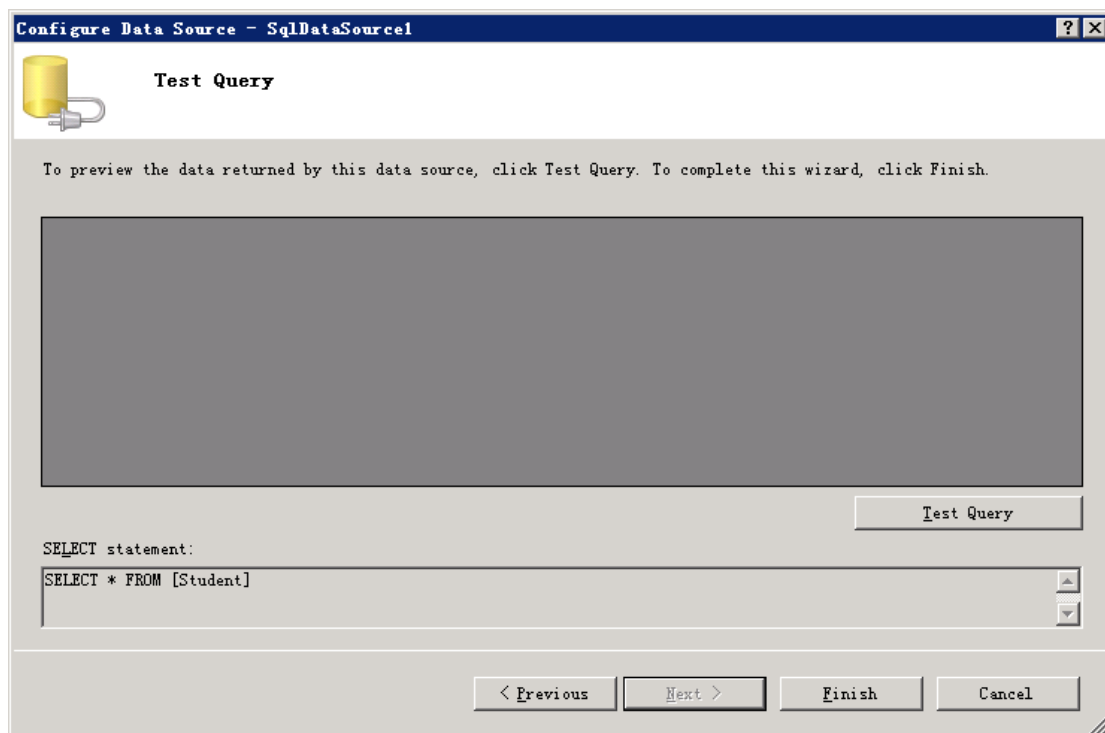 Configure Data Source - SqlDataSource1
Test Query
To preview the data returned by this data source, click Test Query. To complete this wizard, click Finish.
Test Query
SELECT statement:
SELECT * FROM [Student]
< Previous Next > Finish Cancel